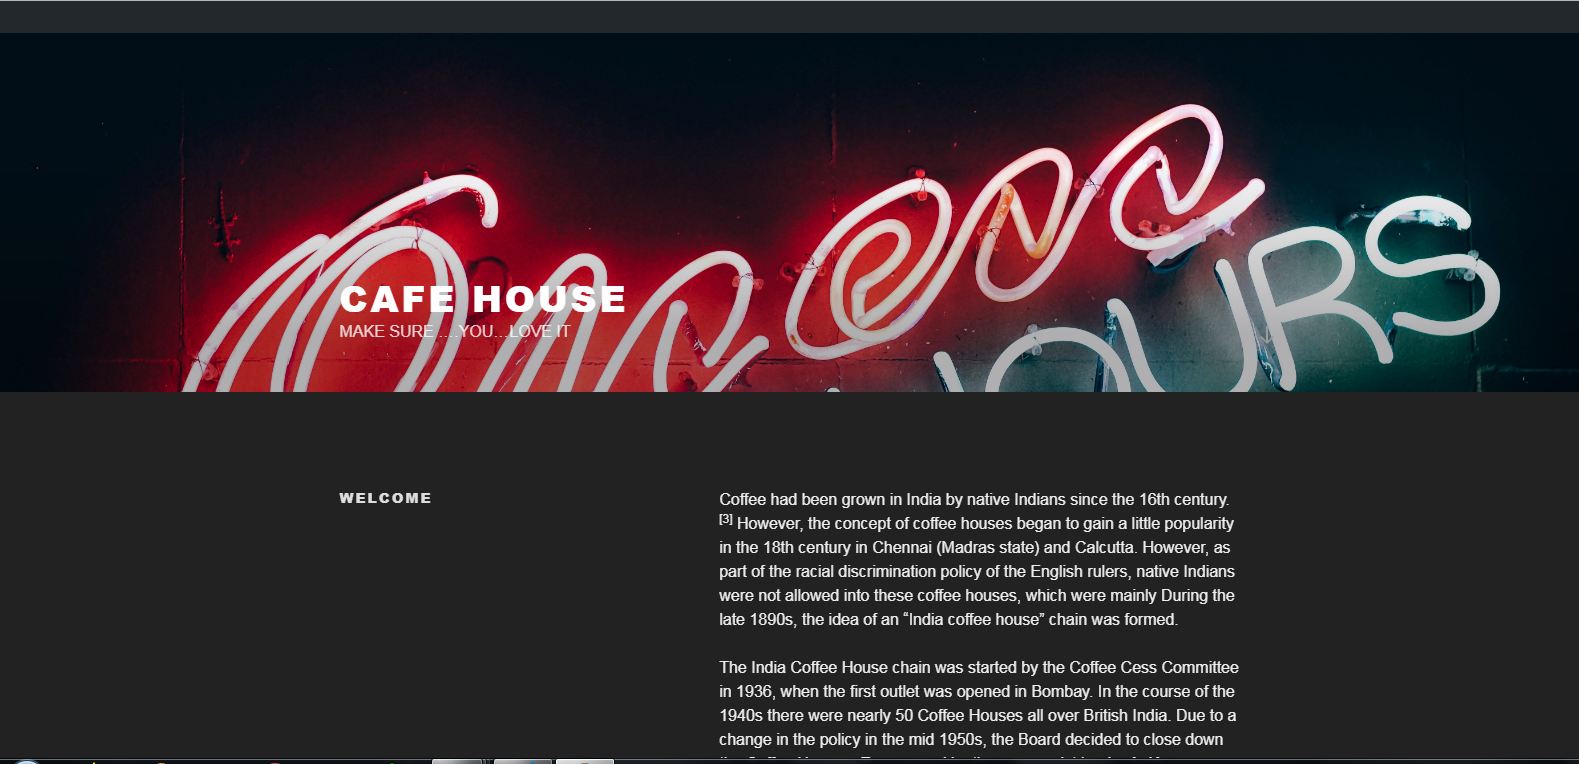 CAFE HOUSE
MAKE SURE ....YOU...LOVE IT
WELCOME
Coffee had been grown in India by native Indians since the 16th century.
[3] However, the concept of coffee houses began to gain a little popularity
in the 18th century in Chennai (Madras state) and Calcutta. However, as
part of the racial discrimination policy of the English rulers, native Indians
were not allowed into these coffee houses, which were mainly During the
late 1890s, the idea of an “India coffee house” chain was formed.
The India Coffee House chain was started by the Coffee Cess Committee
in 1936, when the first outlet was opened in Bombay. In the course of the
1940s there were nearly 50 Coffee Houses all over British India. Due to a
change in the policy in the mid 1950s, the Board decided to close down